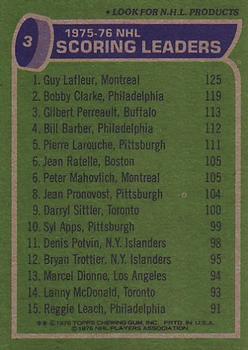 ★ LOOK FOR N.H.L. PRODUCTS
3
1975-76 NHL
SCORING LEADERS
1. Guy Lafleur, Montreal 125
2. Bobby Clarke, Philadelphia 119
3. Gilbert Perreault, Buffalo 113
4. Bill Barber, Philadelphia 112
5. Pierre Larouche, Pittsburgh 111
5. Jean Ratelle, Boston 105
6. Peter Mahovlich, Montreal 105
8. Jean Pronovost, Pittsburgh 104
9. Darryl Sittler, Toronto 100
10. Syl Apps, Pittsburgh 99
11. Denis Potvin, N.Y. Islanders 98
12. Bryan Trottier, N.Y. Islanders 95
13. Marcel Dionne, Los Angeles 94
14. Lanny McDonald, Toronto 93
15. Reggie Leach, Philadelphia 91
★★ © 1976 TOPPS CHEWING GUM, INC. PRTD. IN U.S.A.
© 1976 NHL PLAYERS ASSOCIATION